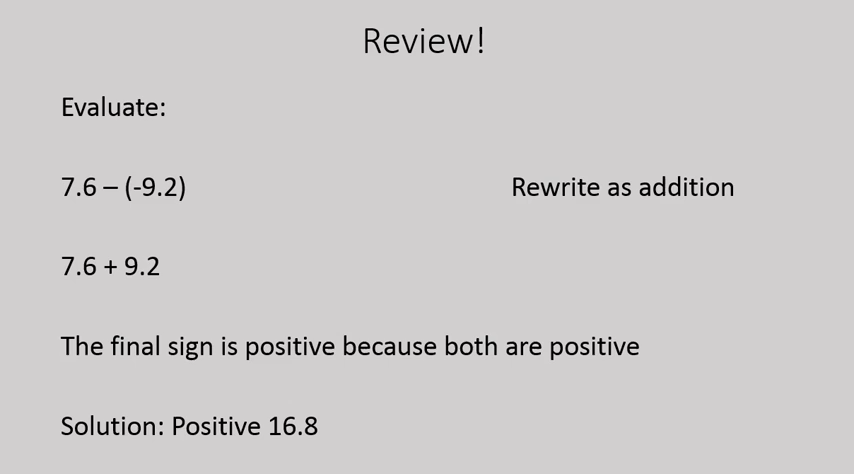 Review!
Evaluate:
7.6 – (-9.2) Rewrite as addition
7.6 + 9.2
The final sign is positive because both are positive
Solution: Positive 16.8